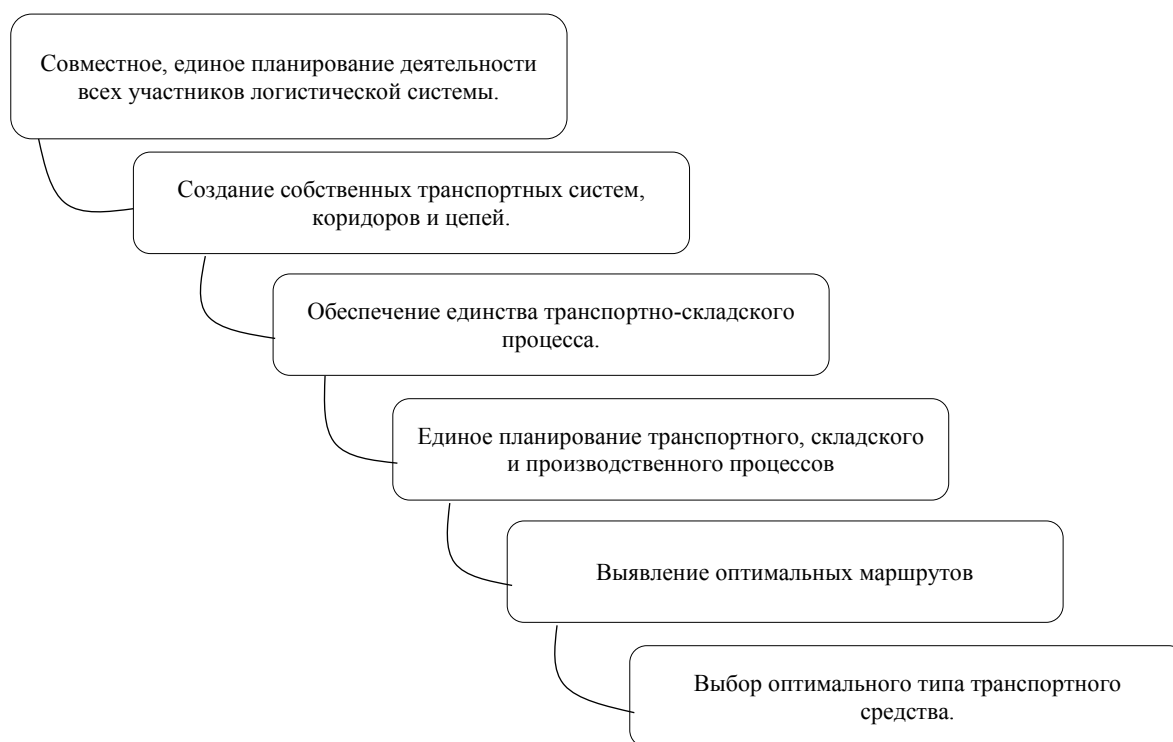 Совместное, единое планирование деятельности
всех участников логистической системы.
Создание собственных транспортных систем,
коридоров и цепей.
Обеспечение единства транспортно-складского
процесса.
Единое планирование транспортного, складского
и производственного процессов
Выявление оптимальных маршрутов
Выбор оптимального типа транспортного
средства.